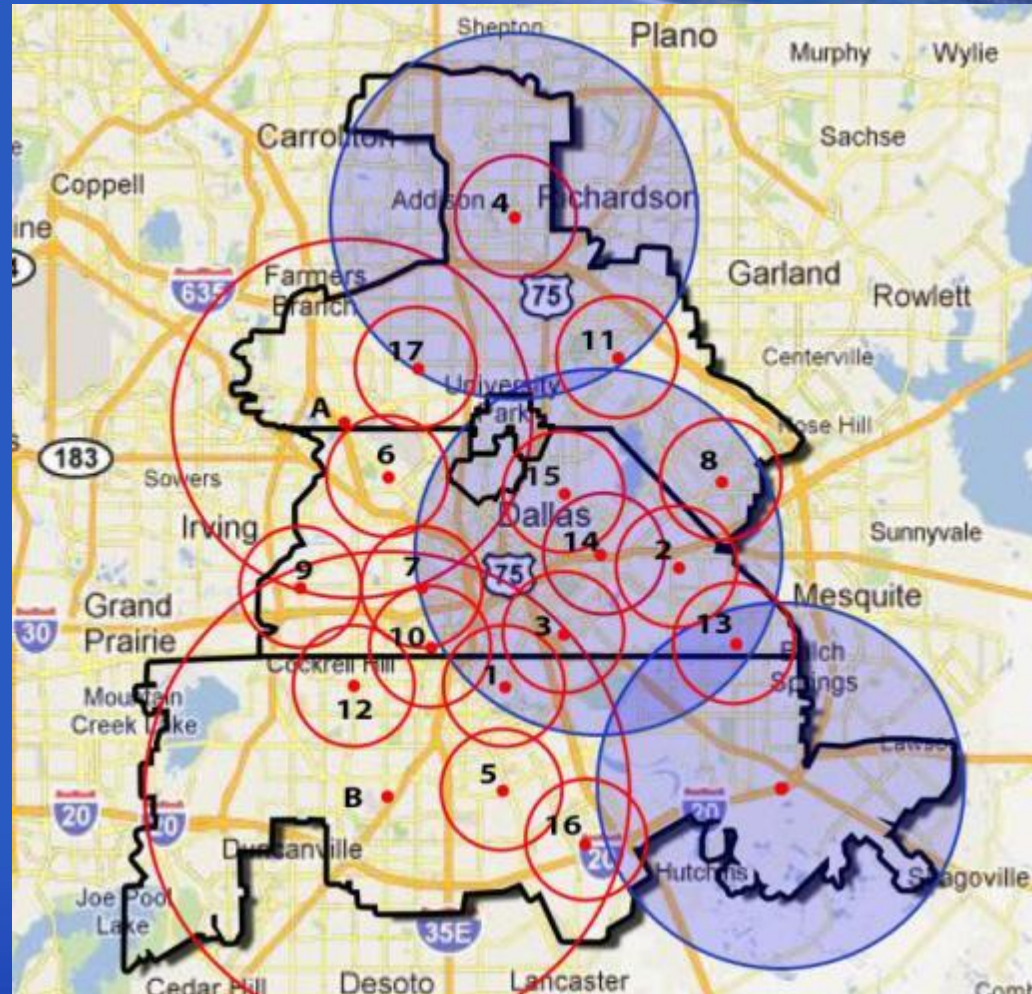 Shepton
Plano
Murphy
Wylie
Carrollton
Sachse
Coppell
Addison
4
Richardson
ine
Farmers
Branch
635
75
Garland
Rowlett
17
11
Centerville
University
Park
A
Rose Hill
183
6
8
Sowers
15
Irving
Dallas
Sunnyvale
14
2
75
9
7
Mesquite
Grand
Prairie
30
13
3
10
Balch
Springs
Cockrell Hill
1
Mountain
Creek Lake
12
Lawson
5
B
20
20
20
16
20
Duncanville
Hutchins
Seagoville
Joe Pool
Lake
35E
Cedar Hill
Desoto
Lancaster